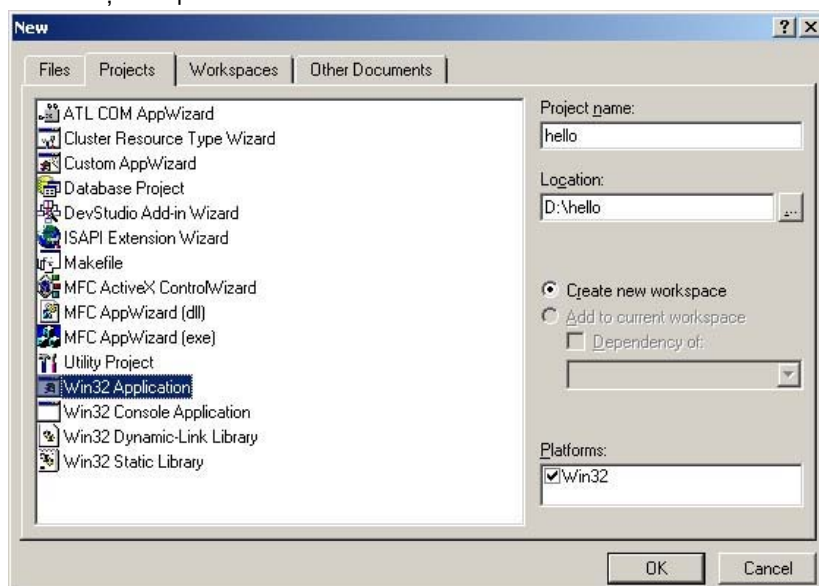 New
Files
Projects
Workspaces
Other Documents
ATL COM AppWizard
Cluster Resource Type Wizard
Custom AppWizard
Database Project
DevStudio Add-in Wizard
ISAPI Extension Wizard
Makefile
MFC ActiveX ControlWizard
MFC AppWizard (dll)
MFC AppWizard (exe)
Utility Project
Win32 Application
Win32 Console Application
Win32 Dynamic-Link Library
Win32 Static Library
Project name:
hello
Location:
D:\hello
...
Create new workspace
Add to current workspace
Dependency of:
Platforms:
Win32
OK
Cancel